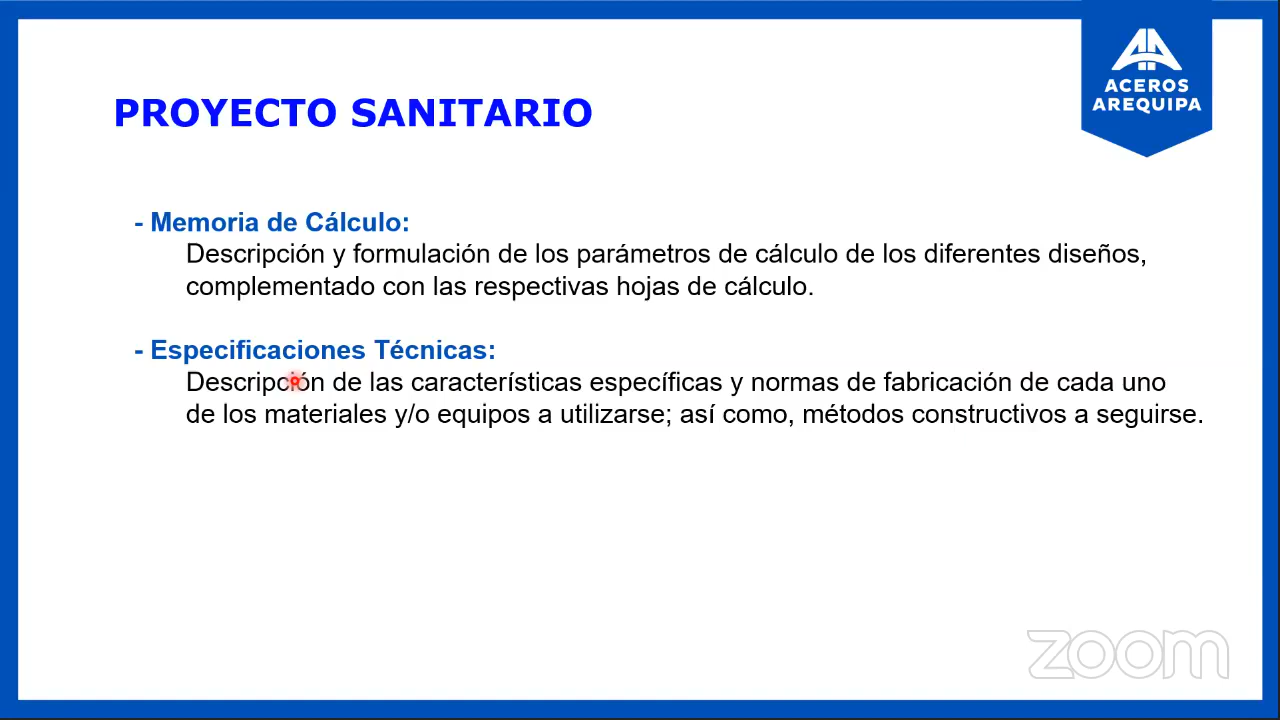 ACEROS
AREQUIPA
PROYECTO SANITARIO
- Memoria de Cálculo:
Descripción y formulación de los parámetros de cálculo de los diferentes diseños,
complementado con las respectivas hojas de cálculo.
- Especificaciones Técnicas:
Descripción de las características específicas y normas de fabricación de cada uno
de los materiales y/o equipos a utilizarse; así como, métodos constructivos a seguirse.
zoom